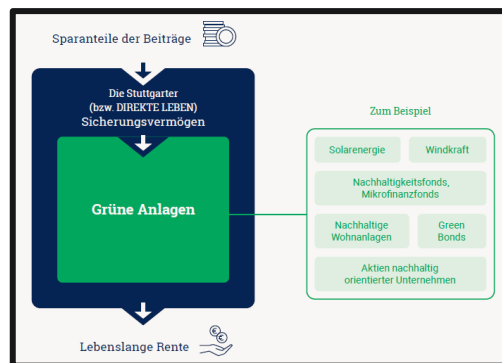 Sparanteile der Beiträge
Die Stuttgarter
(bzw. DIREKTE LEBEN)
Sicherungsvermögen
Grüne Anlagen
Lebenslange Rente
Zum Beispiel
Solarenergie
Windkraft
Nachhaltigkeitsfonds,
Mikrofinanzfonds
Nachhaltige
Wohnanlagen
Green
Bonds
Aktien nachhaltig
orientierter Unternehmen